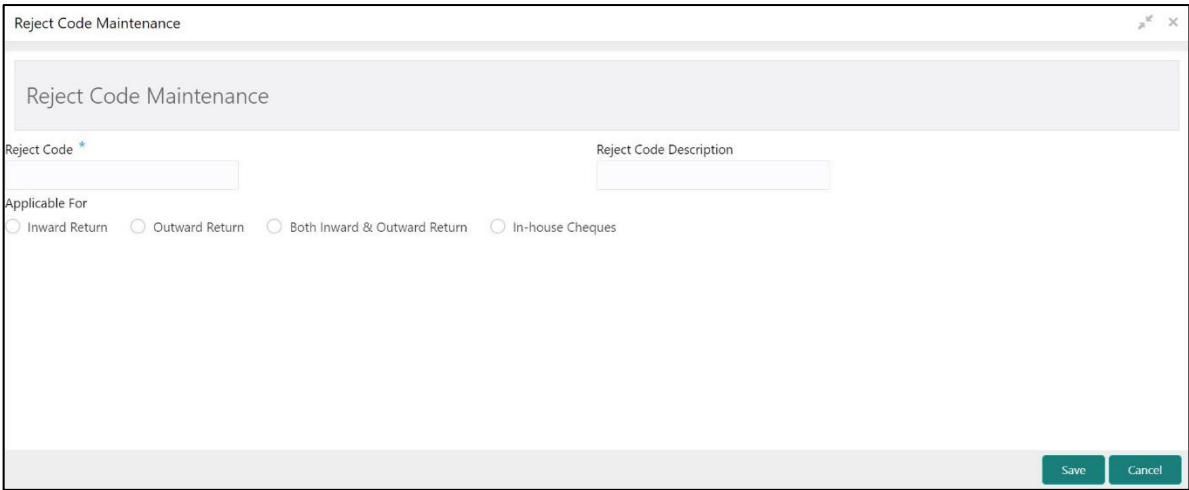 Reject Code Maintenance
Reject Code Maintenance
Reject Code * Reject Code Description
Applicable For
Inward Return Outward Return Both Inward & Outward Return In-house Cheques
Save Cancel